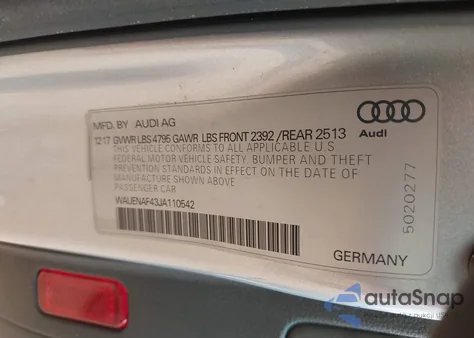 MFD. BY AUDI AG
12-17 GVWR LBS 4795 GAWR LBS FRONT 2392 /REAR 2513
THIS VEHICLE CONFORMS TO ALL APPLICABLE U.S.
FEDERAL MOTOR VEHICLE SAFETY, BUMPER AND THEFT
PREVENTION STANDARDS IN EFFECT ON THE DATE OF
MANUFACTURE SHOWN ABOVE.
PASSENGER CAR
WAUENAF43JA110542
Audi
5020277
GERMANY
autoSnap